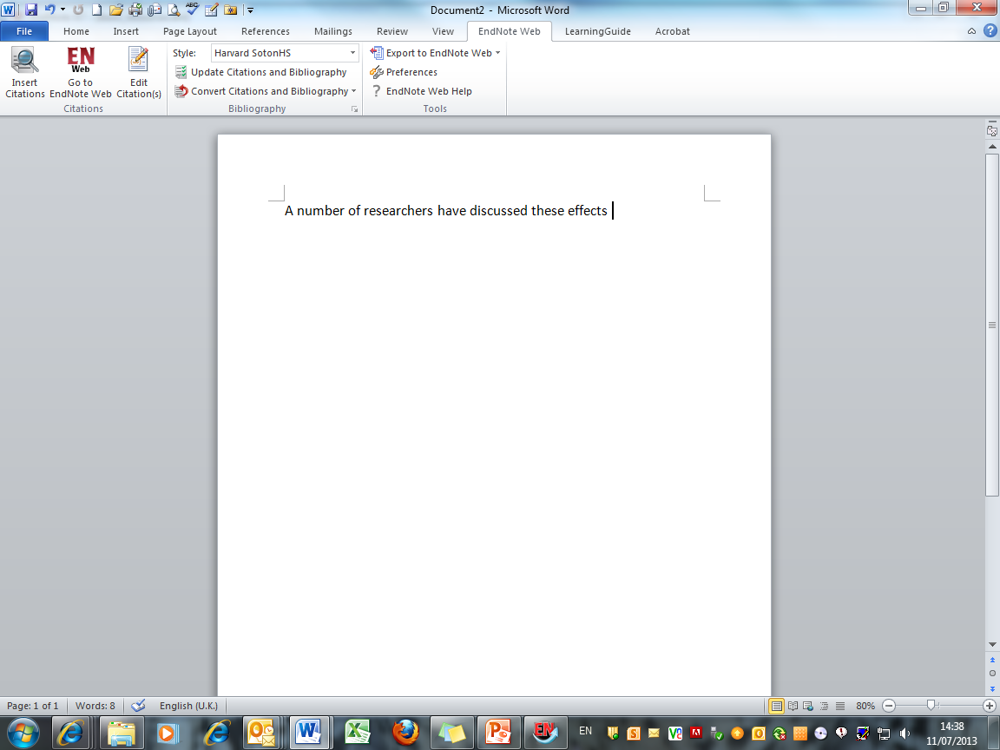 Document2 - Microsoft Word
File Home Insert Page Layout References Mailings Review View EndNote Web LearningGuide Acrobat
Insert Citations
EN Web
Go to EndNote Web
Edit Citation(s)
Citations
Style: Harvard SotonHS
Update Citations and Bibliography
Convert Citations and Bibliography
Bibliography
Export to EndNote Web
Preferences
EndNote Web Help
Tools
A number of researchers have discussed these effects
Page: 1 of 1 Words: 8 English (U.K.) 80%
EN
14:38
11/07/2013